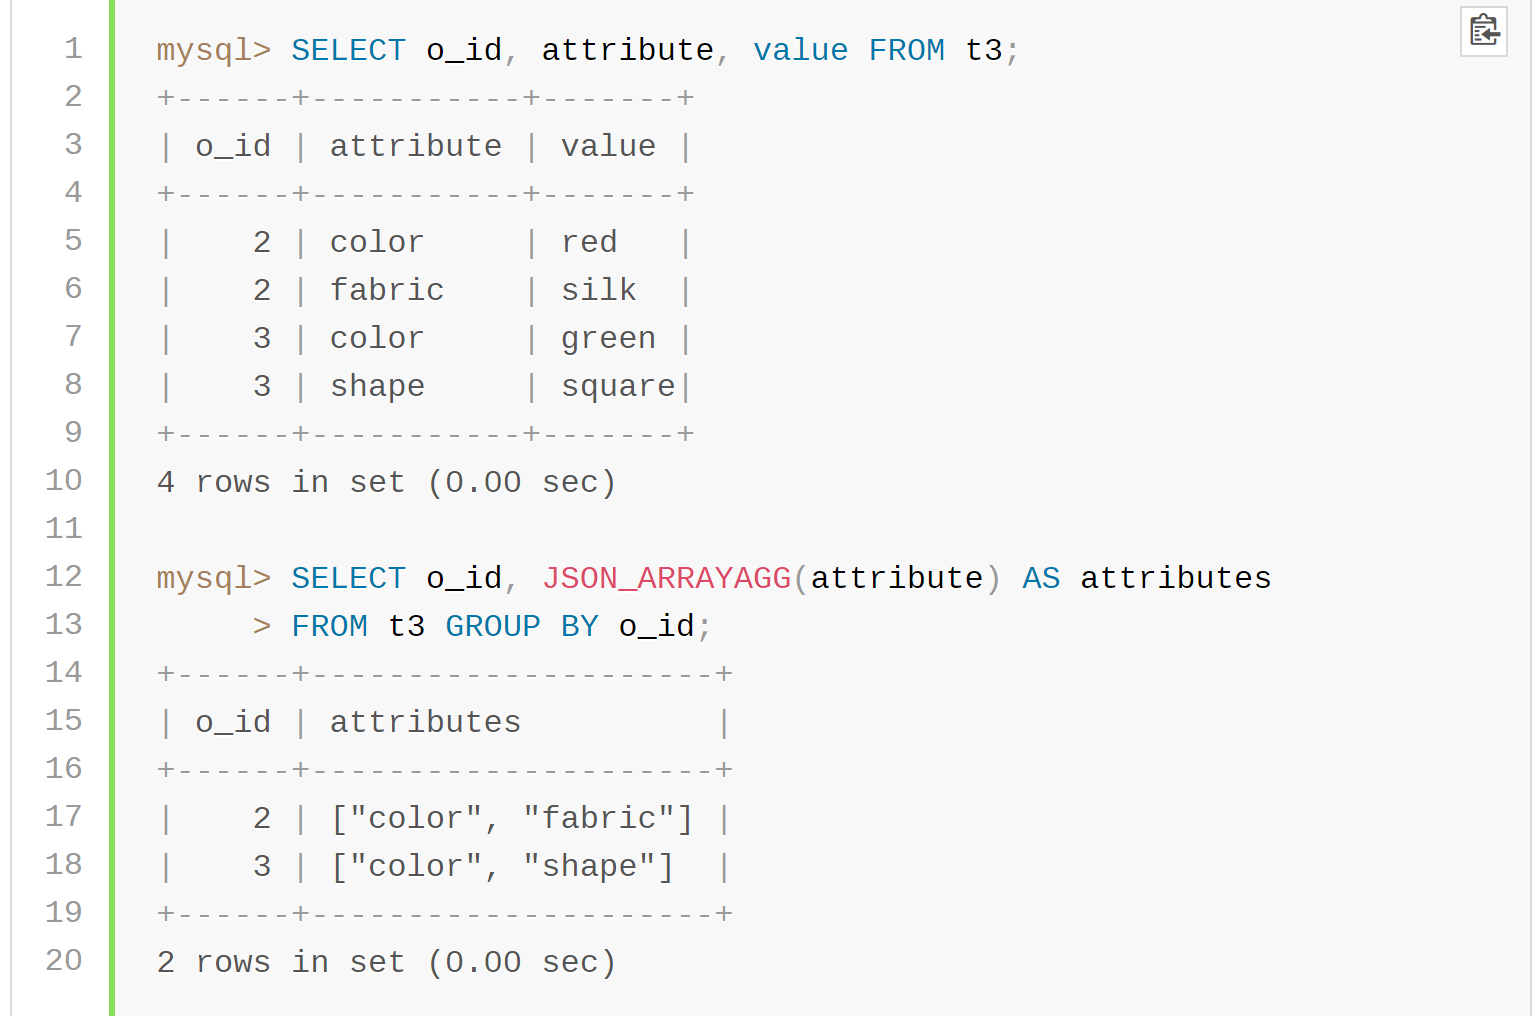 1 mysql> SELECT o_id, attribute, value FROM t3;
2 +------+-----------+-------+
3 | o_id | attribute | value |
4 +------+-----------+-------+
5 |    2 | color     | red   |
6 |    2 | fabric    | silk  |
7 |    3 | color     | green |
8 |    3 | shape     | square|
9 +------+-----------+-------+
10 4 rows in set (0.00 sec)
11
12 mysql> SELECT o_id, JSON_ARRAYAGG(attribute) AS attributes
13      > FROM t3 GROUP BY o_id;
14 +------+---------------------+
15 | o_id | attributes          |
16 +------+---------------------+
17 |    2 | ["color", "fabric"] |
18 |    3 | ["color", "shape"]  |
19 +------+---------------------+
20 2 rows in set (0.00 sec)